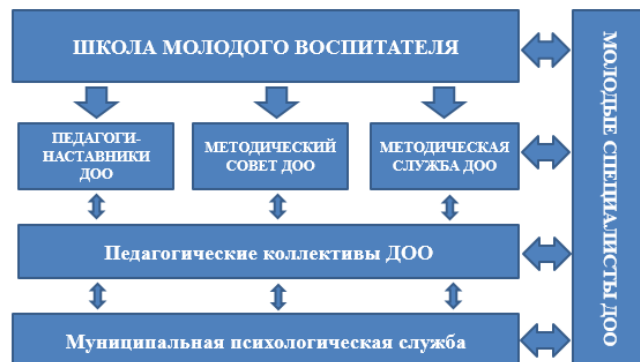 ШКОЛА МОЛОДОГО ВОСПИТАТЕЛЯ
ПЕДАГОГИ-
НАСТАВНИКИ
ДОО
МЕТОДИЧЕСКИЙ
СОВЕТ ДОО
МЕТОДИЧЕСКАЯ
СЛУЖБА ДОО
Педагогические коллективы ДОО
Муниципальная психологическая служба
МОЛОДЫЕ СПЕЦИАЛИСТЫ ДОО